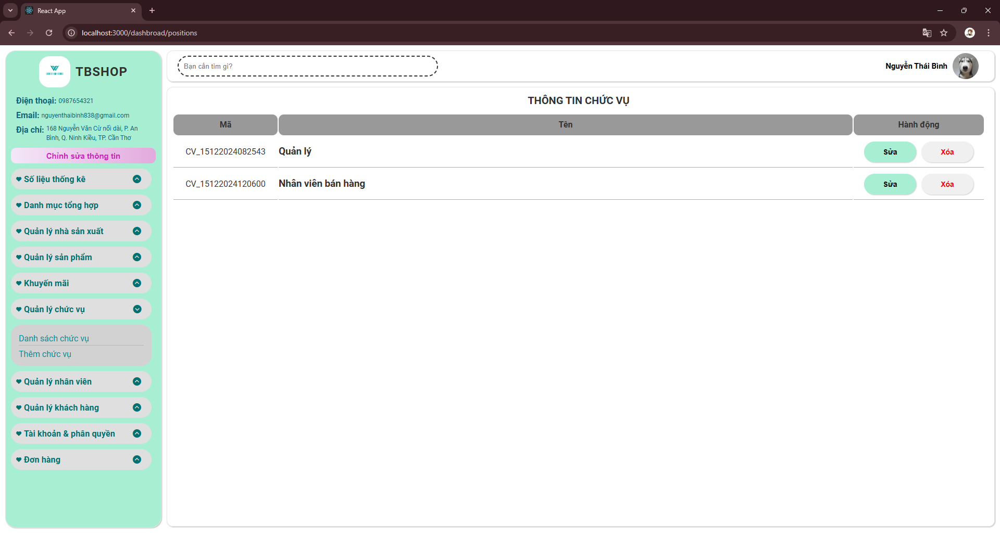 React App
localhost:3000/dashbroad/positions
TBSHOP
Điện thoại: 0987654321
Email: nguyenthaibinh838@gmail.com
Địa chỉ: 168 Nguyễn Văn Cừ nối dài, P. An
Bình, Q. Ninh Kiều, TP. Cần Thơ
Chỉnh sửa thông tin
Số liệu thống kê
Danh mục tổng hợp
Quản lý nhà sản xuất
Quản lý sản phẩm
Khuyến mãi
Quản lý chức vụ
Danh sách chức vụ
Thêm chức vụ
Quản lý nhân viên
Quản lý khách hàng
Tài khoản & phân quyền
Đơn hàng
Bạn cần tìm gì?
Nguyễn Thái Bình
THÔNG TIN CHỨC VỤ
Mã Tên Hành động
CV_15122024082543 Quản lý Sửa Xóa
CV_15122024120600 Nhân viên bán hàng Sửa Xóa